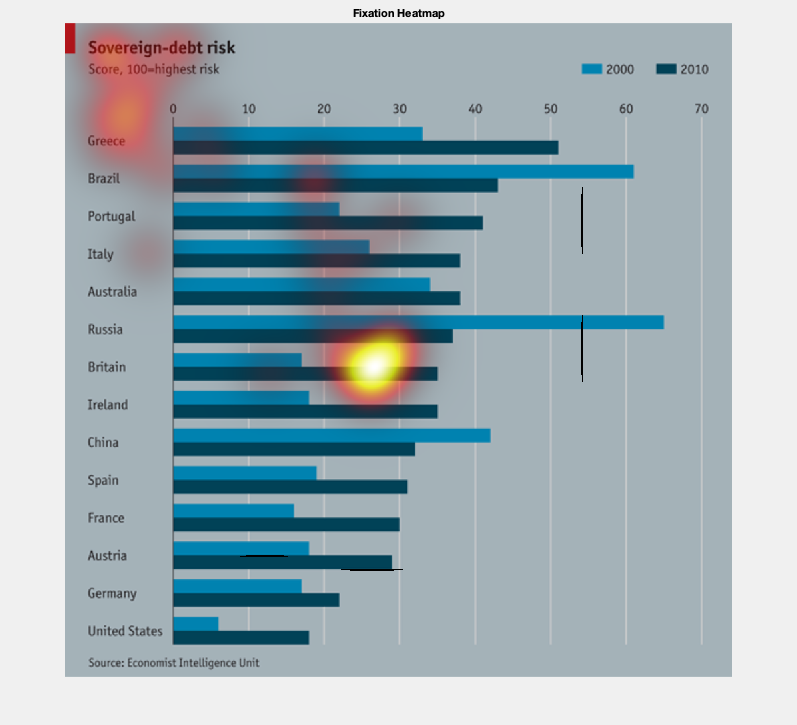 Fixation Heatmap
Sovereign-debt risk
Score, 100=highest risk
2000 2010
0 10 20 30 40 50 60 70
Greece
Brazil
Portugal
Italy
Australia
Russia
Britain
Ireland
China
Spain
France
Austria
Germany
United States
Source: Economist Intelligence Unit